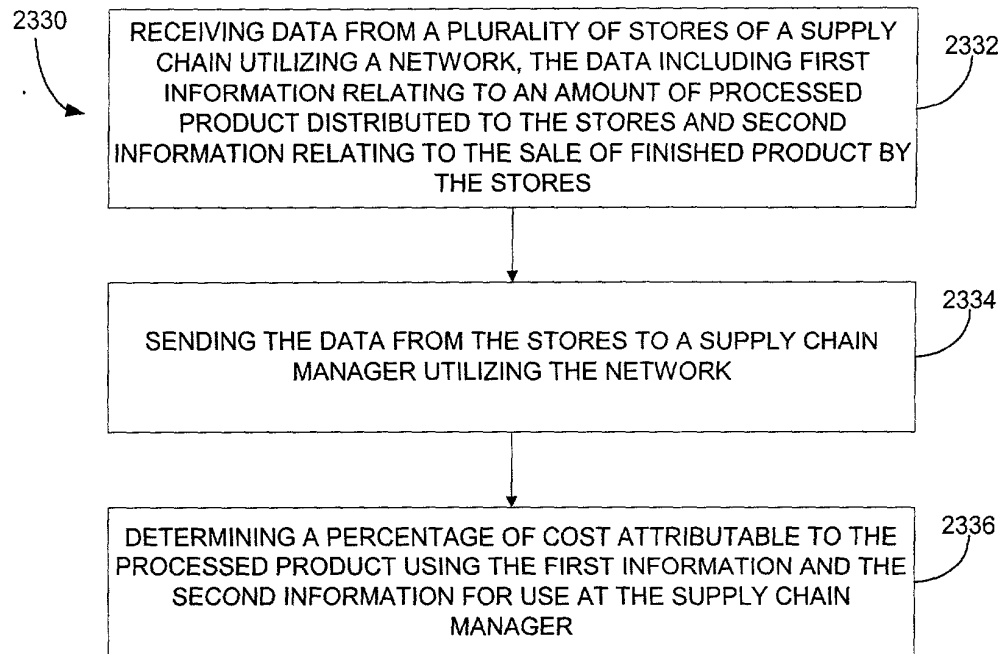 2330
RECEIVING DATA FROM A PLURALITY OF STORES OF A SUPPLY
CHAIN UTILIZING A NETWORK, THE DATA INCLUDING FIRST
INFORMATION RELATING TO AN AMOUNT OF PROCESSED
PRODUCT DISTRIBUTED TO THE STORES AND SECOND
INFORMATION RELATING TO THE SALE OF FINISHED PRODUCT BY
THE STORES
2332
SENDING THE DATA FROM THE STORES TO A SUPPLY CHAIN
MANAGER UTILIZING THE NETWORK
2334
DETERMINING A PERCENTAGE OF COST ATTRIBUTABLE TO THE
PROCESSED PRODUCT USING THE FIRST INFORMATION AND THE
SECOND INFORMATION FOR USE AT THE SUPPLY CHAIN
MANAGER
2336